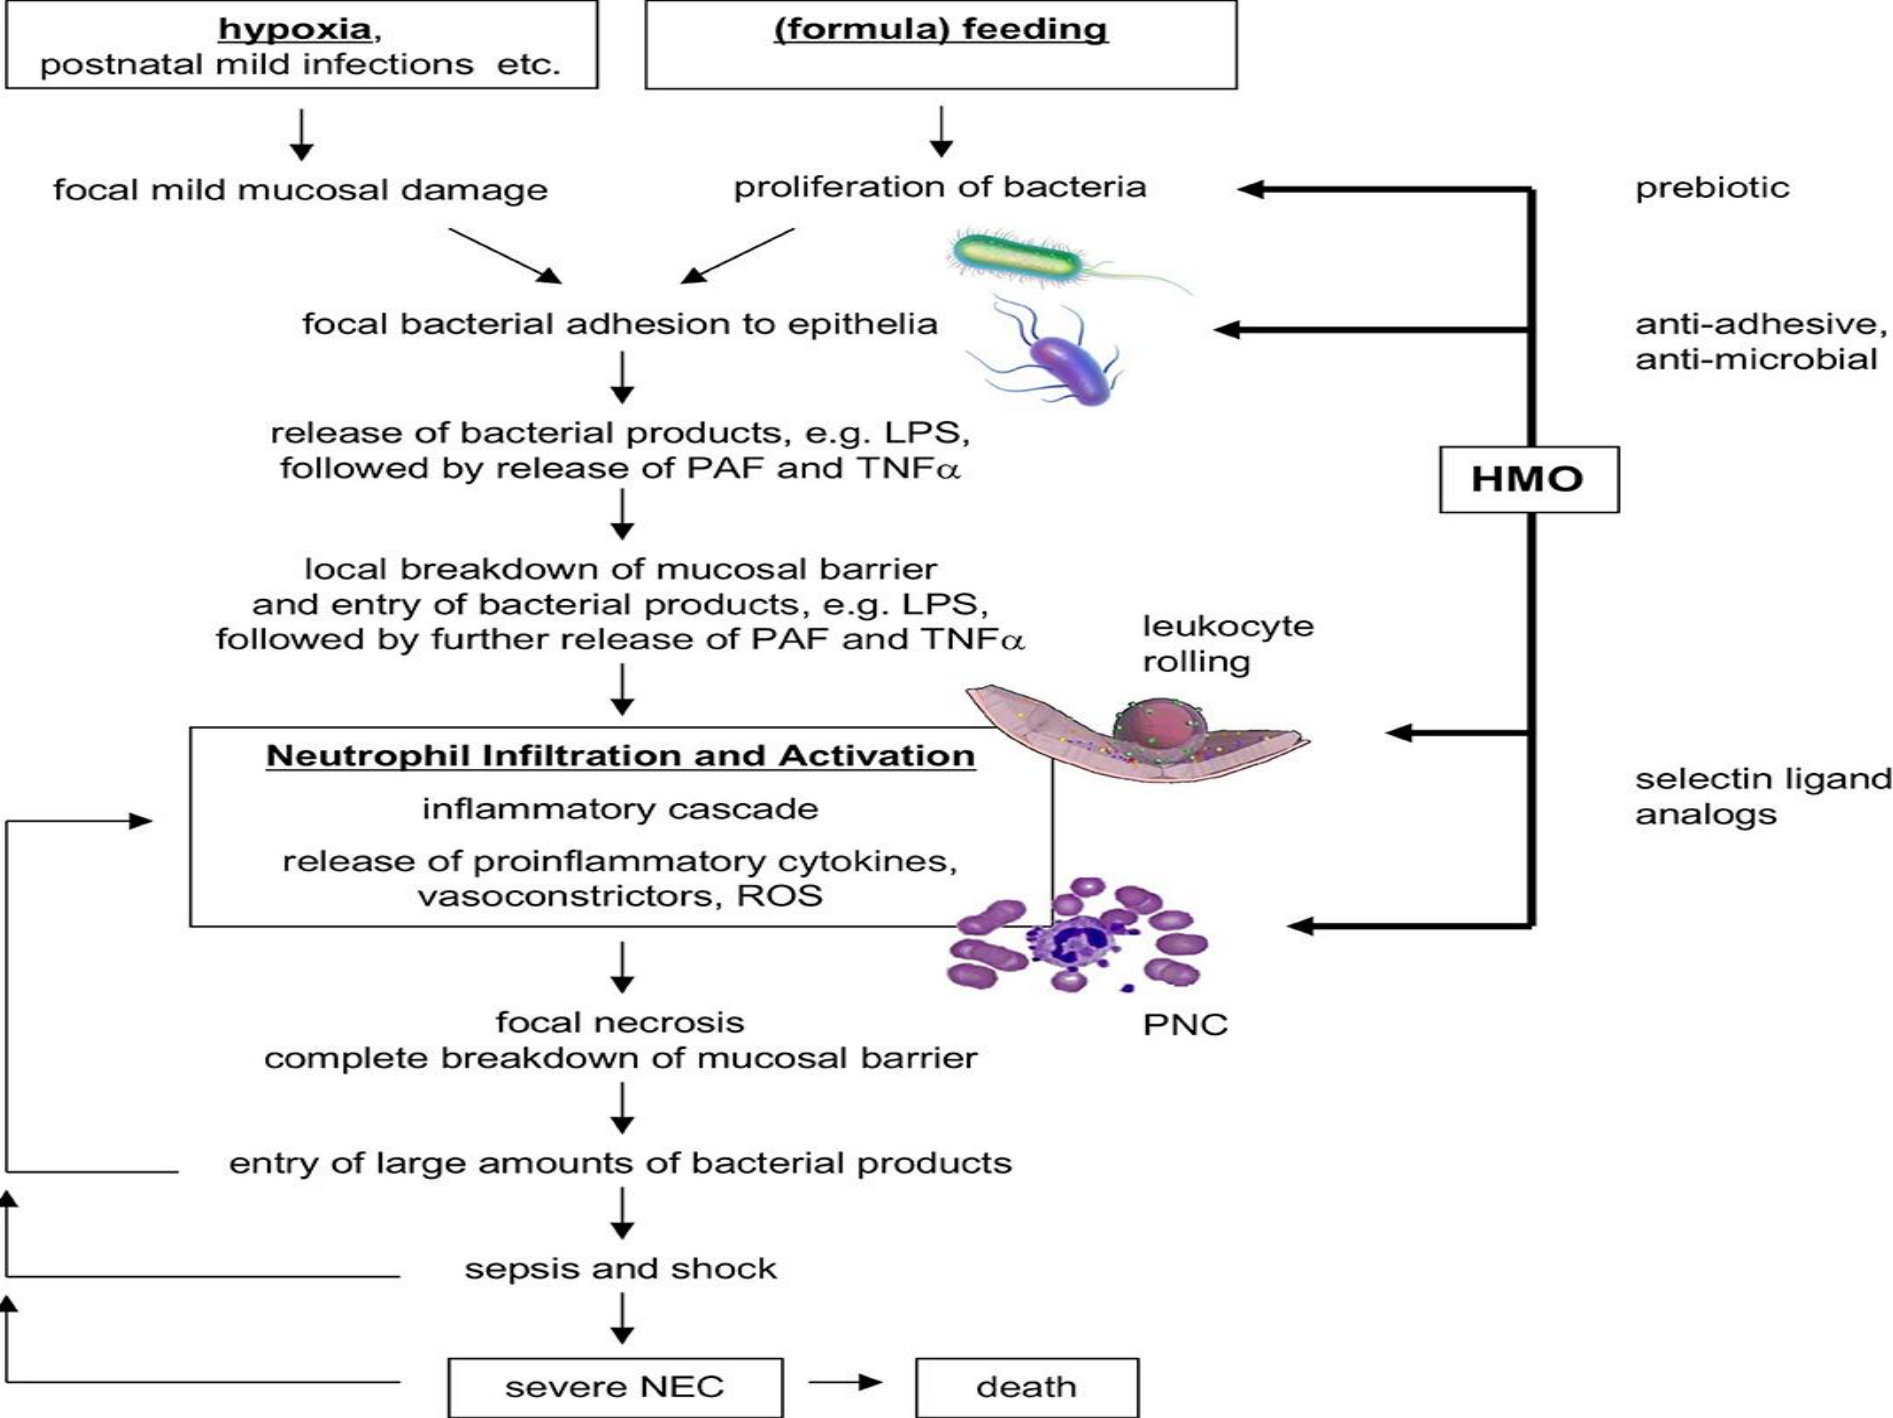 hypoxia,
postnatal mild infections etc.
(formula) feeding
focal mild mucosal damage
proliferation of bacteria
prebiotic
focal bacterial adhesion to epithelia
anti-adhesive,
anti-microbial
release of bacterial products, e.g. LPS,
followed by release of PAF and TNFα
HMO
local breakdown of mucosal barrier
and entry of bacterial products, e.g. LPS,
followed by further release of PAF and TNFα
leukocyte
rolling
Neutrophil Infiltration and Activation
inflammatory cascade
release of proinflammatory cytokines,
vasoconstrictors, ROS
selectin ligand
analogs
PNC
focal necrosis
complete breakdown of mucosal barrier
entry of large amounts of bacterial products
sepsis and shock
severe NEC
death